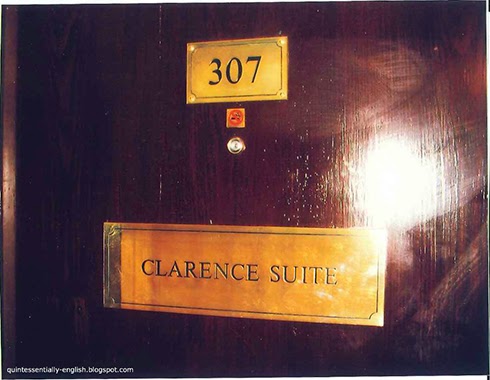 307
CLARENCE SUITE
quintessentially-english.blogspot.com